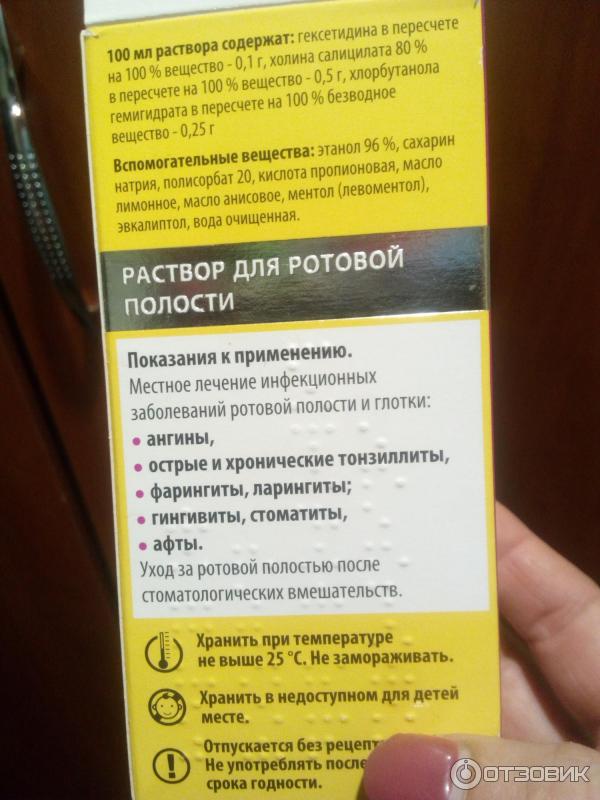 100 мл раствора содержат: гексетидина в пересчете
на 100 % вещество - 0,1 г, холина салицилата 80 %
в пересчете на 100 % вещество - 0,5 г, хлорбутанола
гемигидрата в пересчете на 100 % безводное
вещество - 0,25 г
Вспомогательные вещества: этанол 96 %, сахарин
натрия, полисорбат 20, кислота пропионовая, масло
лимонное, масло анисовое, ментол (левоментол),
эвкалиптол, вода очищенная.
РАСТВОР ДЛЯ РОТОВОЙ
ПОЛОСТИ
Показания к применению.
Местное лечение инфекционных
заболеваний ротовой полости и глотки:
• ангины,
• острые и хронические тонзиллиты,
• фарингиты, ларингиты;
• гингивиты, стоматиты,
• афты.
Уход за ротовой полостью после
стоматологических вмешательств.
Хранить при температуре
не выше 25 °С. Не замораживать.
Хранить в недоступном для детей
месте.
Отпускается без рецепт
Не употреблять после
срока годности.
ОТЗОВИК